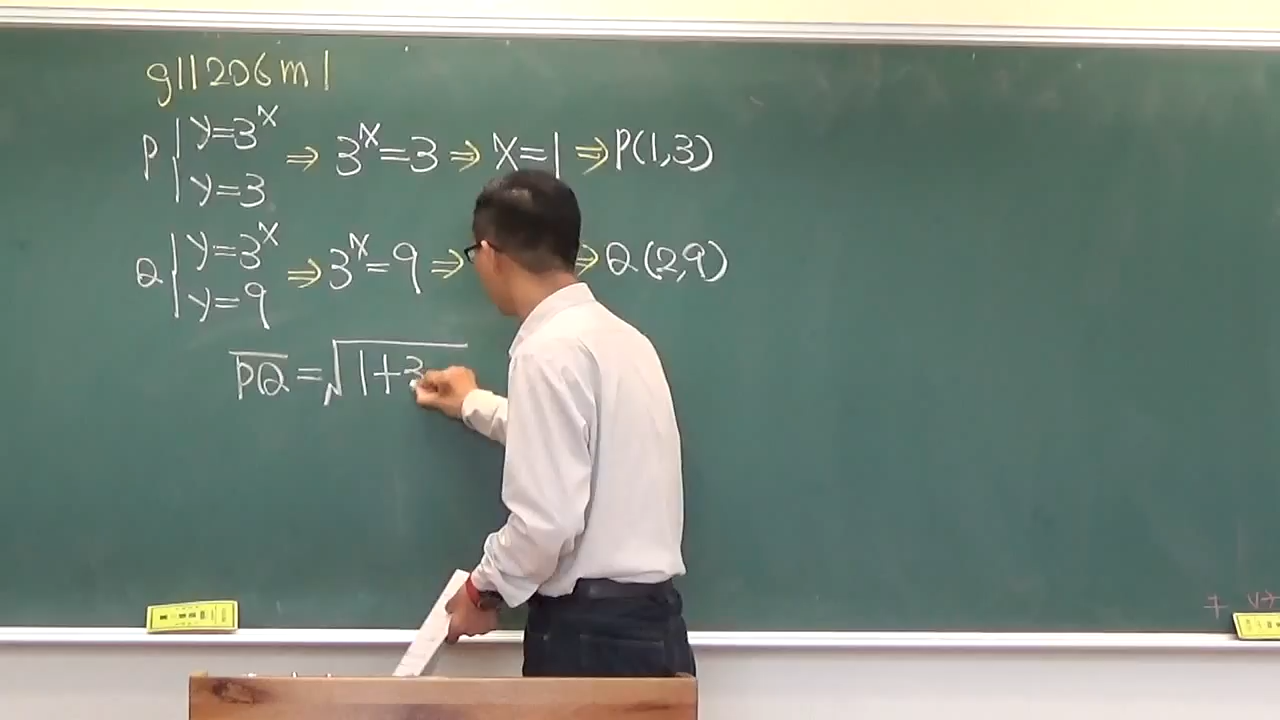 g11206m1
P { y=3^x ⇒ 3^x=3 ⇒ x=1 ⇒ P(1,3)
y=3
Q { y=3^x ⇒ 3^x=9 ⇒ ⇒ Q(2,9)
y=9
PQ = √1+3